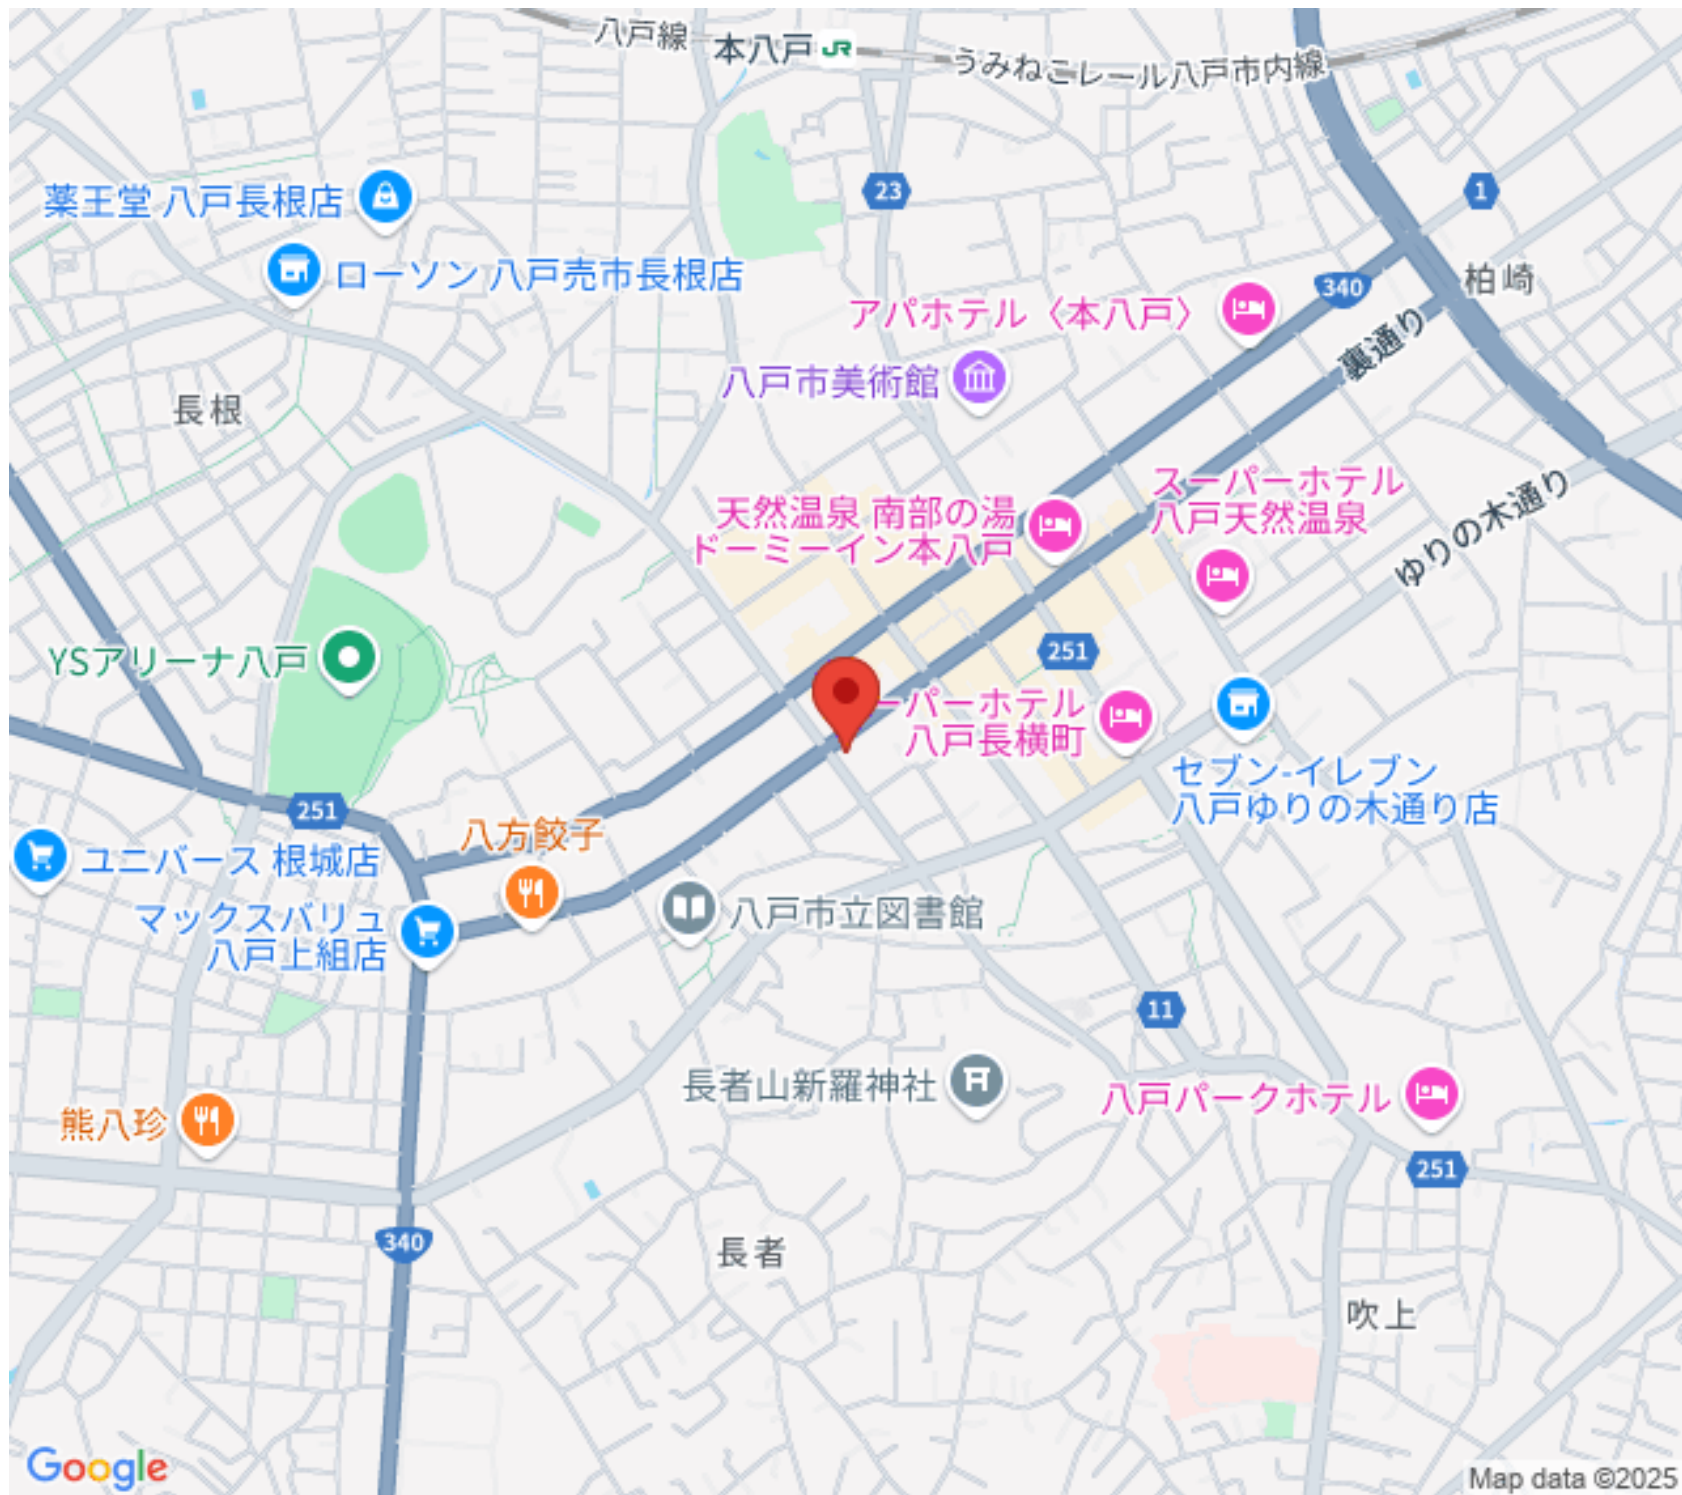 八戸線
本八戸 JR
うみねこレール八戸市内線
薬王堂 八戸長根店
23
1
ローソン 八戸売市長根店
柏崎
340
アパホテル〈本八戸〉
裏通り
八戸市美術館
長根
スーパーホテル
八戸天然温泉
天然温泉 南部の湯
ドーミーイン本八戸
ゆりの木通り
YSアリーナ八戸
251
ーパーホテル
八戸長横町
セブン-イレブン
八戸ゆりの木通り店
251
八方餃子
ユニバース 根城店
マックスバリュ
八戸上組店
八戸市立図書館
11
長者山新羅神社
八戸パークホテル
熊八珍
251
340
長者
吹上
Google
Map data ©2025